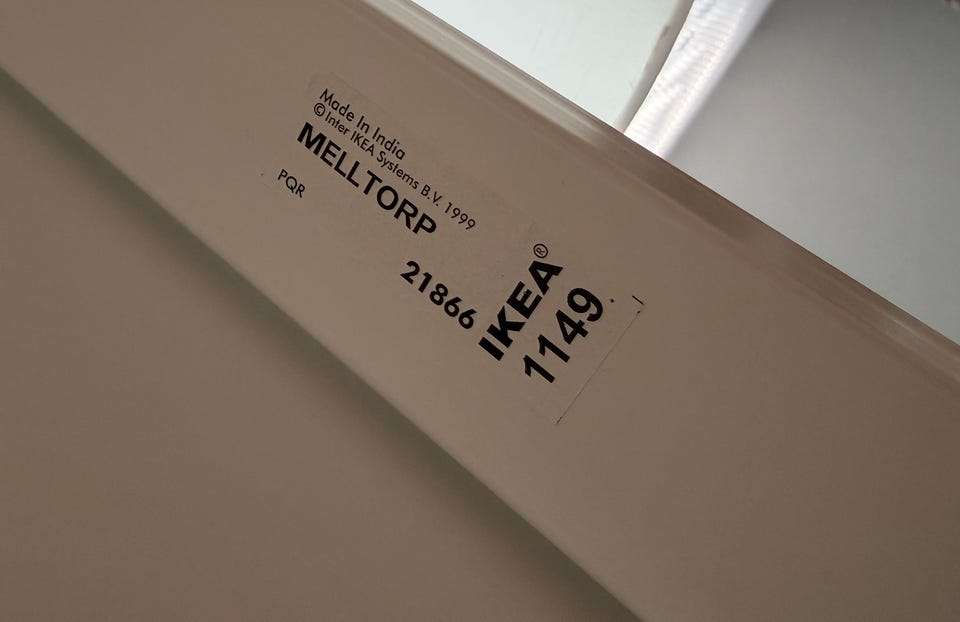 Made In India
© Inter IKEA Systems B.V. 1999
MELLTORP
PQR
21866
IKEA®
1149